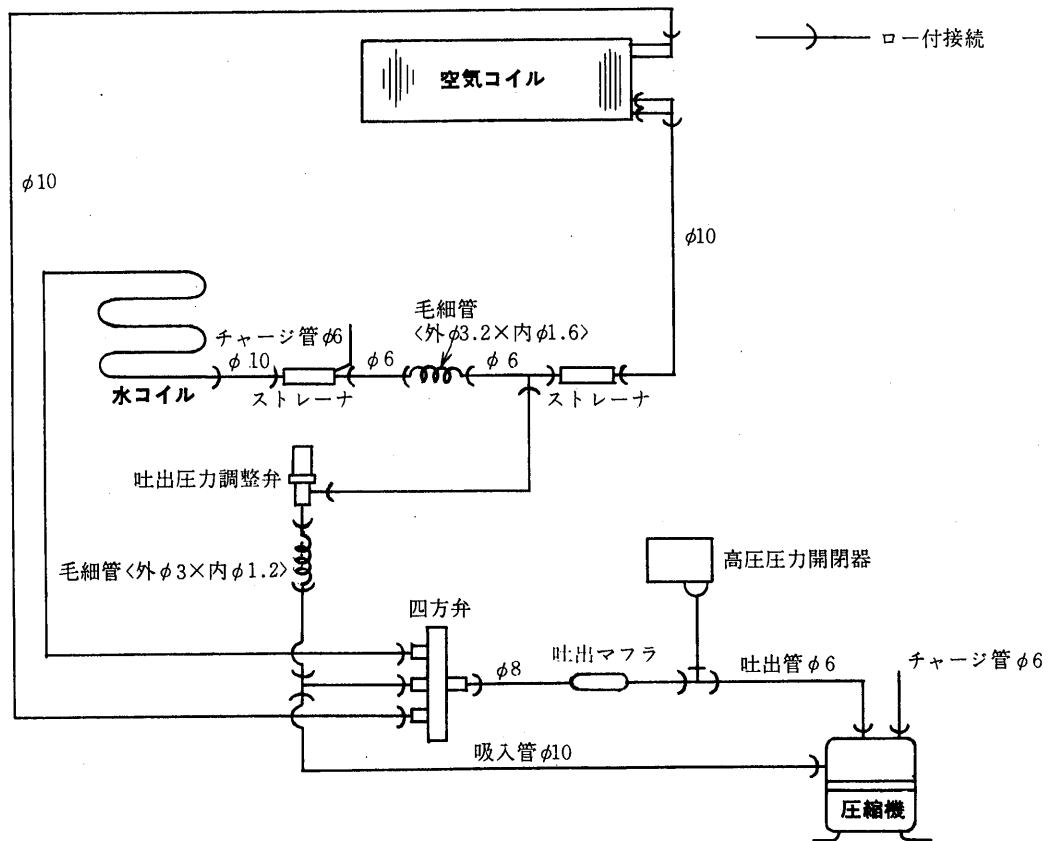 ロー付接続
空気コイル
φ10
φ10
毛細管
<外φ3.2×内φ1.6>
チャージ管φ6
φ10
φ6
φ6
水コイル
ストレーナ
ストレーナ
吐出圧力調整弁
毛細管<外φ3×内φ1.2>
高圧圧力開閉器
四方弁
吐出マフラ
φ8
吐出管φ6
チャージ管φ6
吸入管φ10
圧縮機